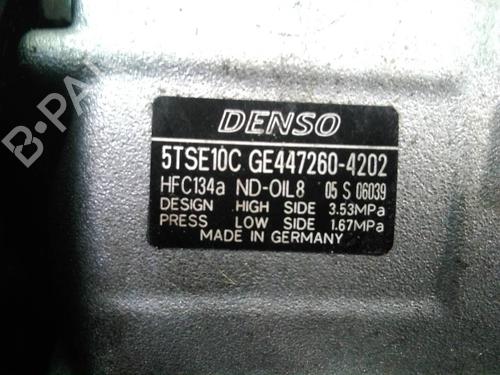 DENSO
5TSE10C GE447260-4202
HFC134a ND-OIL8 05 S 06039
DESIGN HIGH SIDE 3.53MPa
PRESS LOW SIDE 1.67MPa
MADE IN GERMANY
B-PARTS